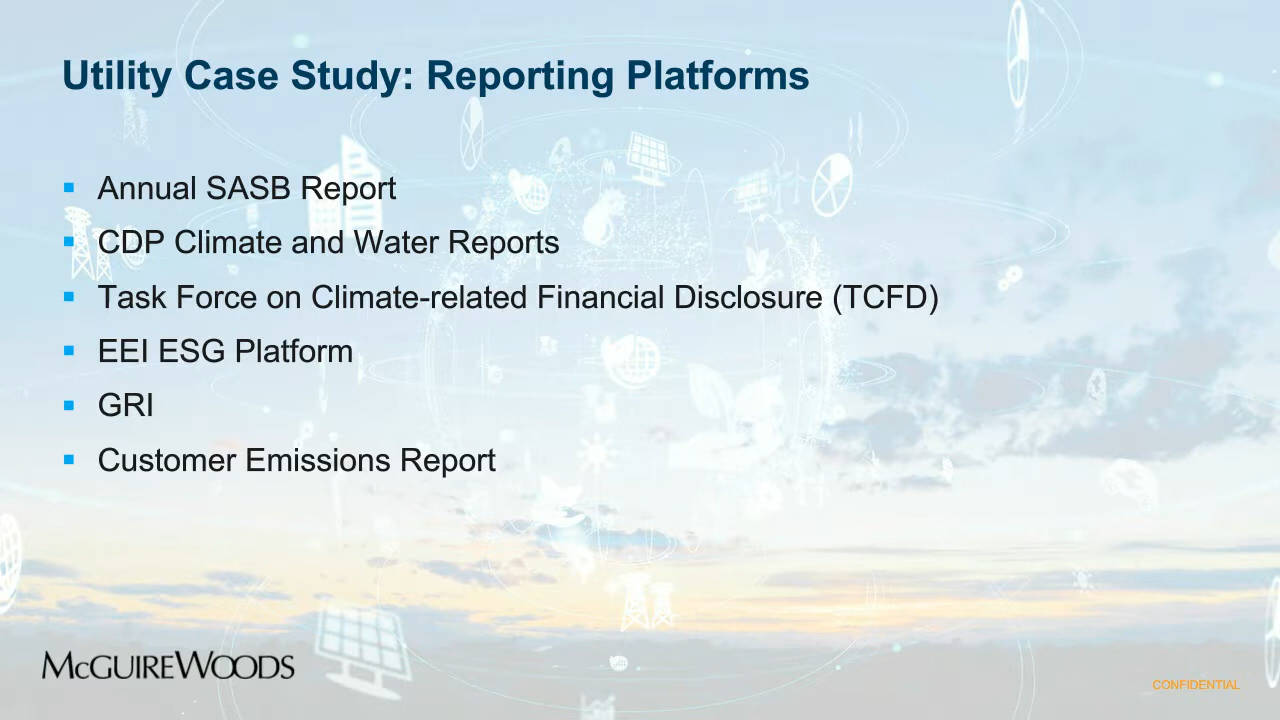 Utility Case Study: Reporting Platforms
Annual SASB Report
CDP Climate and Water Reports
Task Force on Climate-related Financial Disclosure (TCFD)
EEI ESG Platform
GRI
Customer Emissions Report
McGuireWoods
CONFIDENTIAL